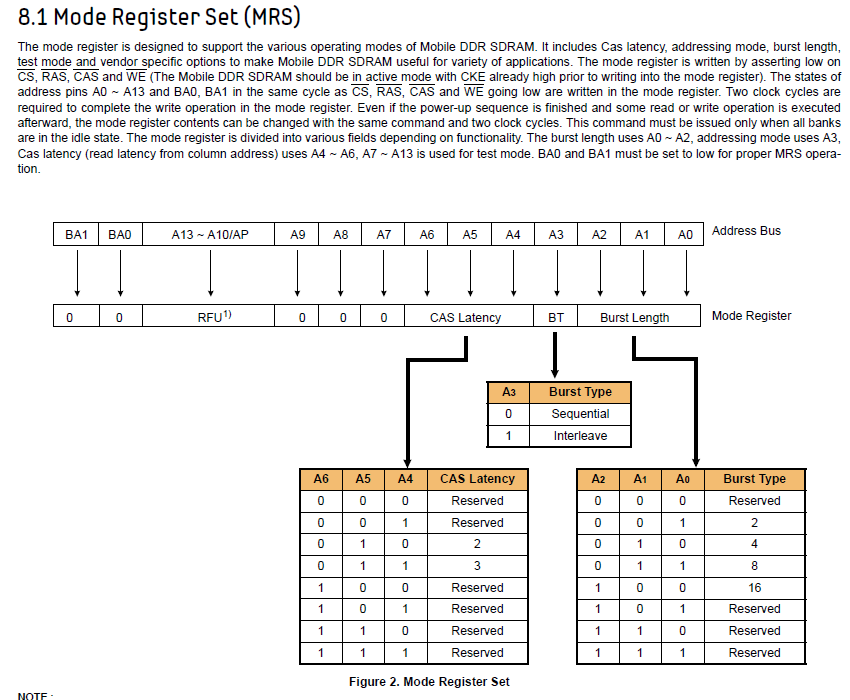 8.1 Mode Register Set (MRS)
The mode register is designed to support the various operating modes of Mobile DDR SDRAM. It includes Cas latency, addressing mode, burst length,
test mode and vendor specific options to make Mobile DDR SDRAM useful for variety of applications. The mode register is written by asserting low on
CS, RAS, CAS and WE (The Mobile DDR SDRAM should be in active mode with CKE already high prior to writing into the mode register). The states of
address pins A0 ~ A13 and BA0, BA1 in the same cycle as CS, RAS, CAS and WE going low are written in the mode register. Two clock cycles are
required to complete the write operation in the mode register. Even if the power-up sequence is finished and some read or write operation is executed
afterward, the mode register contents can be changed with the same command and two clock cycles. This command must be issued only when all banks
are in the idle state. The mode register is divided into various fields depending on functionality. The burst length uses A0 ~ A2, addressing mode uses A3,
Cas latency (read latency from column address) uses A4 ~ A6, A7 ~ A13 is used for test mode. BA0 and BA1 must be set to low for proper MRS opera-
tion.
BA1 BA0 A13 ~ A10/AP A9 A8 A7 A6 A5 A4 A3 A2 A1 A0 Address Bus
0 0 RFU1) 0 0 0 CAS Latency BT Burst Length Mode Register
A3 Burst Type
0 Sequential
1 Interleave
A6 A5 A4 CAS Latency
0 0 0 Reserved
0 0 1 Reserved
0 1 0 2
0 1 1 3
1 0 0 Reserved
1 0 1 Reserved
1 1 0 Reserved
1 1 1 Reserved
A2 A1 A0 Burst Type
0 0 0 Reserved
0 0 1 2
0 1 0 4
0 1 1 8
1 0 0 16
1 0 1 Reserved
1 1 0 Reserved
1 1 1 Reserved
Figure 2. Mode Register Set
NOTE :